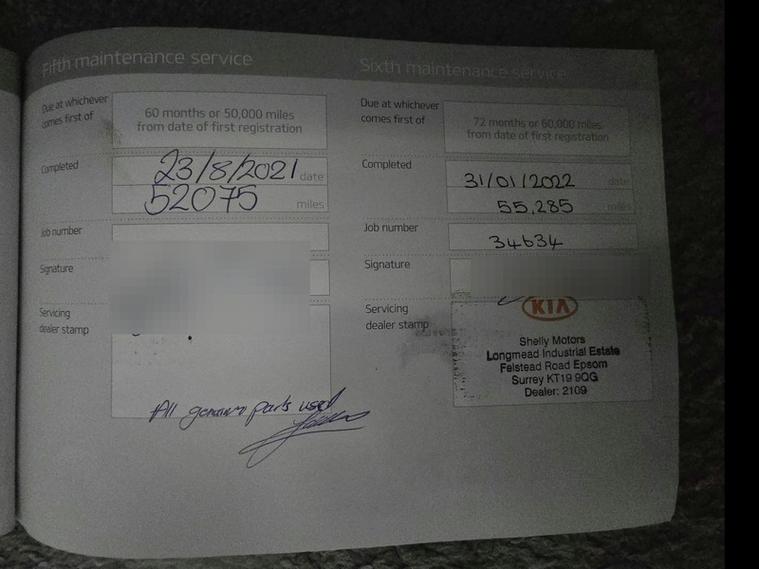 Fifth maintenance service
Due at whichever
comes first of
60 months or 50,000 miles
from date of first registration
Completed
23/8/2021 date
52075 miles
Job number
Signature
Servicing
dealer stamp
All genuin parts used
Sixth maintenance service
Due at whichever
comes first of
72 months or 60,000 miles
from date of first registration
Completed
31/01/2022 date
55,285 miles
Job number
34634
Signature
Servicing
dealer stamp
KIA
Shelly Motors
Longmead Industrial Estate
Felstead Road Epsom
Surrey KT19 9QG
Dealer: 2109